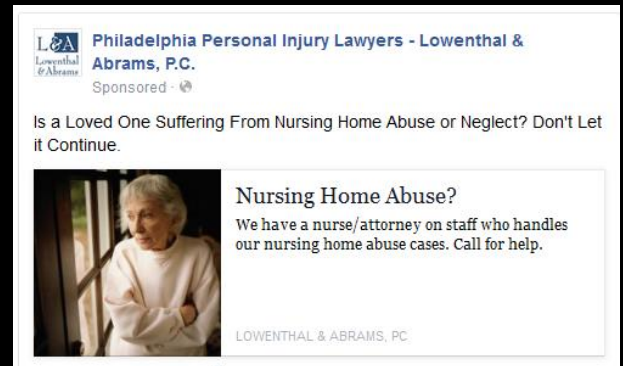 L&A
Lowenthal
& Abrams
Philadelphia Personal Injury Lawyers - Lowenthal &
Abrams, P.C.
Sponsored ·
Is a Loved One Suffering From Nursing Home Abuse or Neglect? Don't Let
it Continue.
Nursing Home Abuse?
We have a nurse/attorney on staff who handles
our nursing home abuse cases. Call for help.
LOWENTHAL & ABRAMS, PC